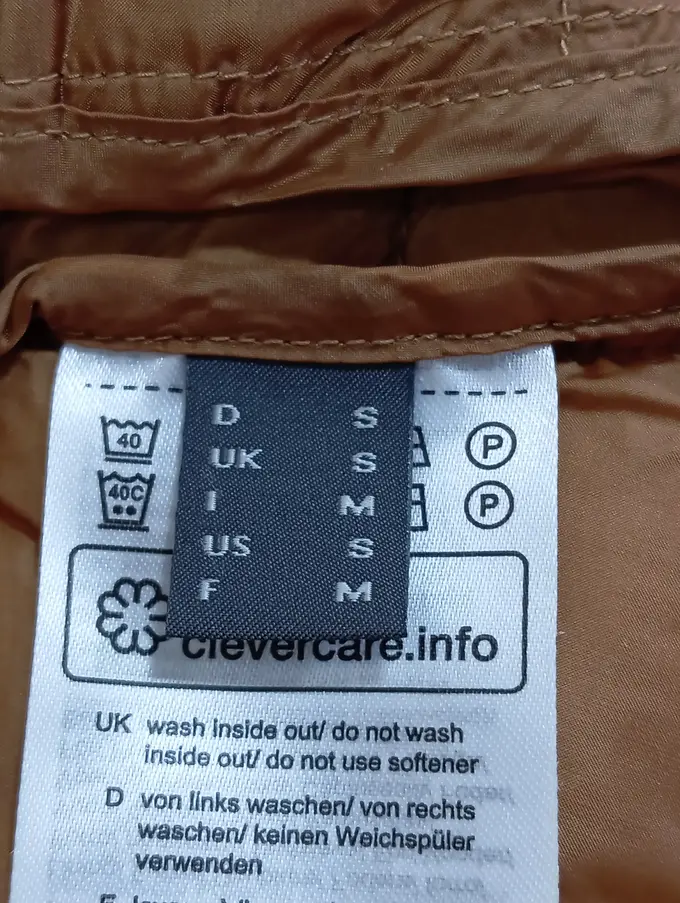 D S
UK S
I M
US S
F M
40 P
40C P
clevercare.info
UK wash inside out/ do not wash
inside out/ do not use softener
D von links waschen/ von rechts
waschen/ keinen Weichspüler
verwenden